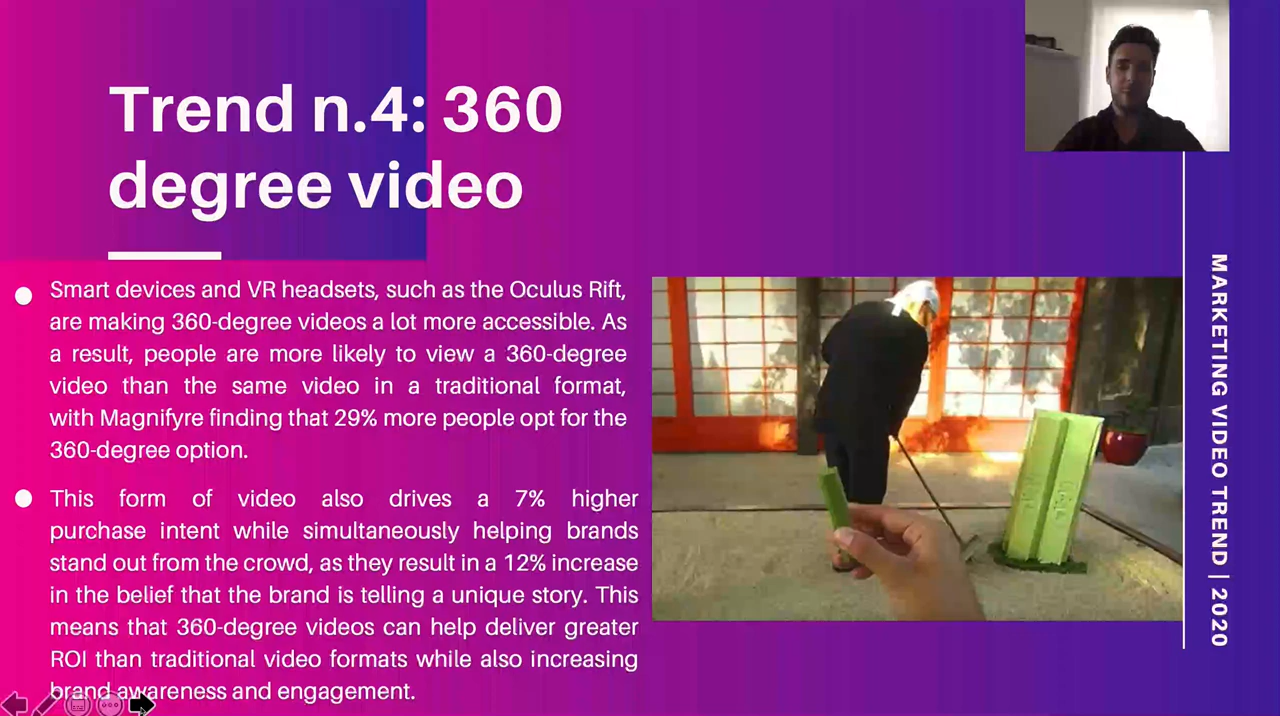 Trend n.4: 360
degree video
Smart devices and VR headsets, such as the Oculus Rift,
are making 360-degree videos a lot more accessible. As
a result, people are more likely to view a 360-degree
video than the same video in a traditional format,
with Magnifyre finding that 29% more people opt for the
360-degree option.
This form of video also drives a 7% higher
purchase intent while simultaneously helping brands
stand out from the crowd, as they result in a 12% increase
in the belief that the brand is telling a unique story. This
means that 360-degree videos can help deliver greater
ROI than traditional video formats while also increasing
brand awareness and engagement.
MARKETING VIDEO TREND | 2020